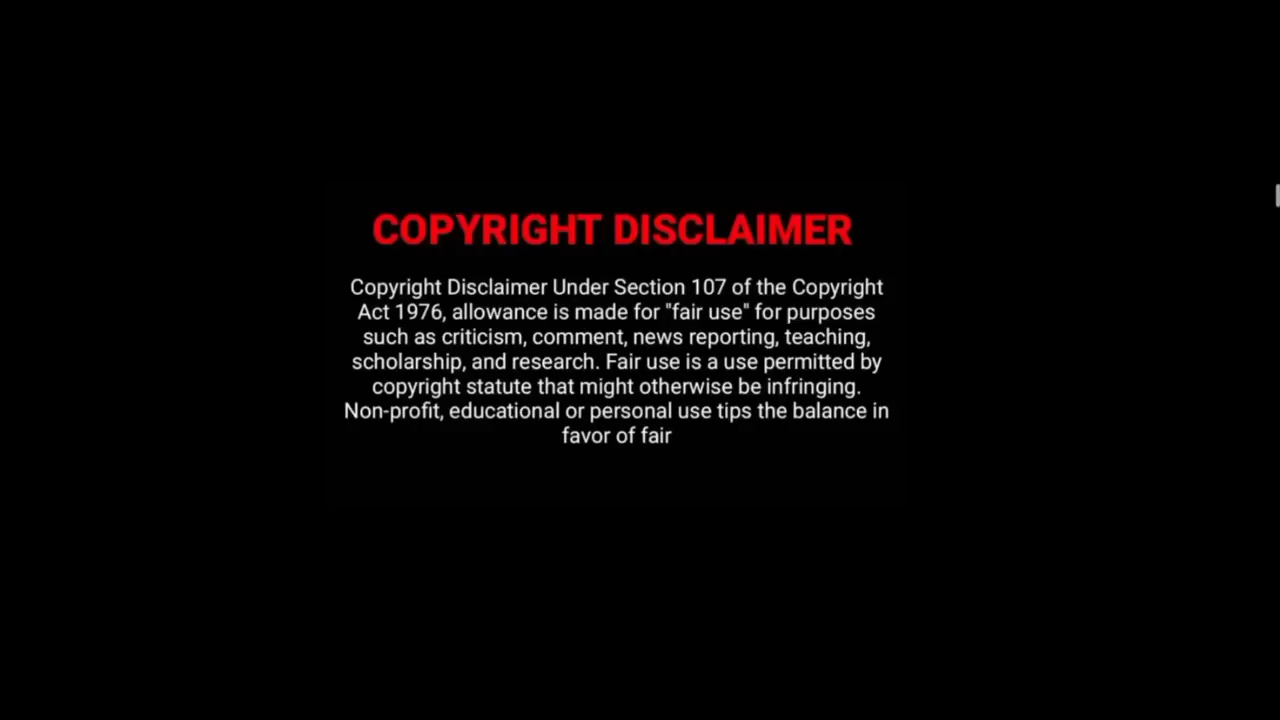 COPYRIGHT DISCLAIMER
Copyright Disclaimer Under Section 107 of the Copyright
Act 1976, allowance is made for "fair use" for purposes
such as criticism, comment, news reporting, teaching,
scholarship, and research. Fair use is a use permitted by
copyright statute that might otherwise be infringing.
Non-profit, educational or personal use tips the balance in
favor of fair